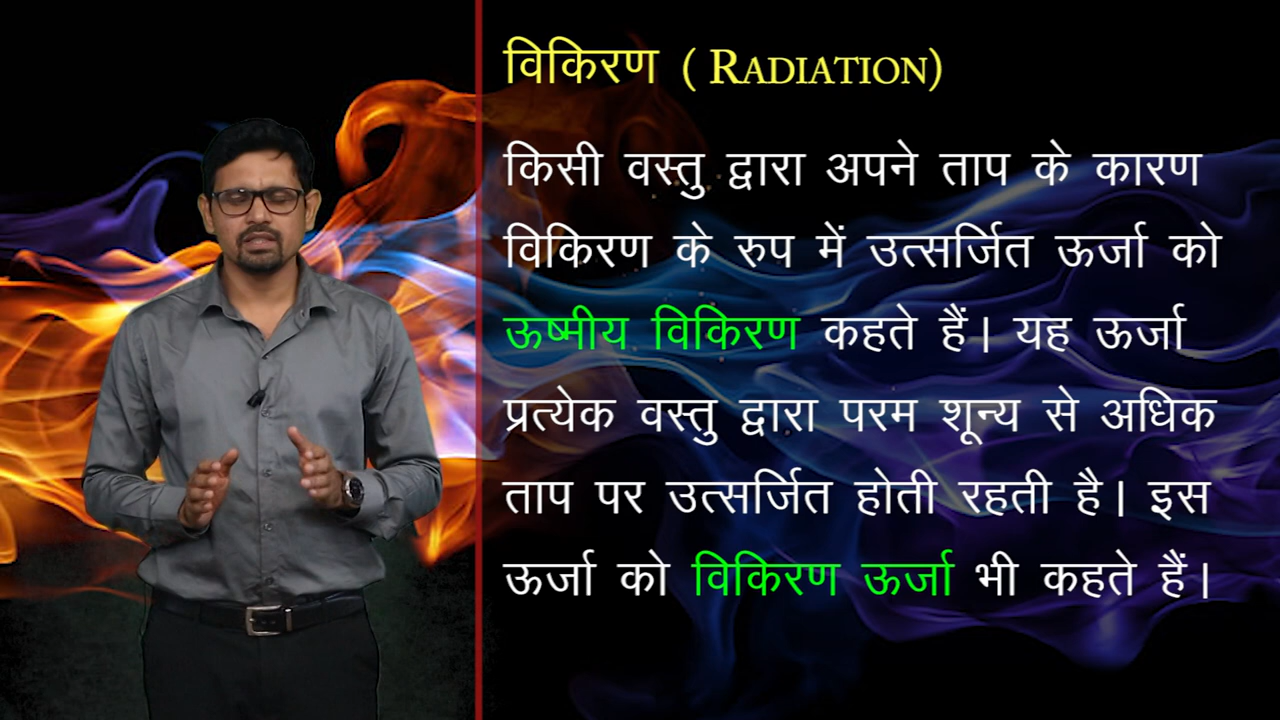 विकिरण ( RADIATION)
किसी वस्तु द्वारा अपने ताप के कारण
विकिरण के रुप में उत्सर्जित ऊर्जा को
ऊष्मीय विकिरण कहते हैं। यह ऊर्जा
प्रत्येक वस्तु द्वारा परम शून्य से अधिक
ताप पर उत्सर्जित होती रहती है। इस
ऊर्जा को विकिरण ऊर्जा भी कहते हैं।